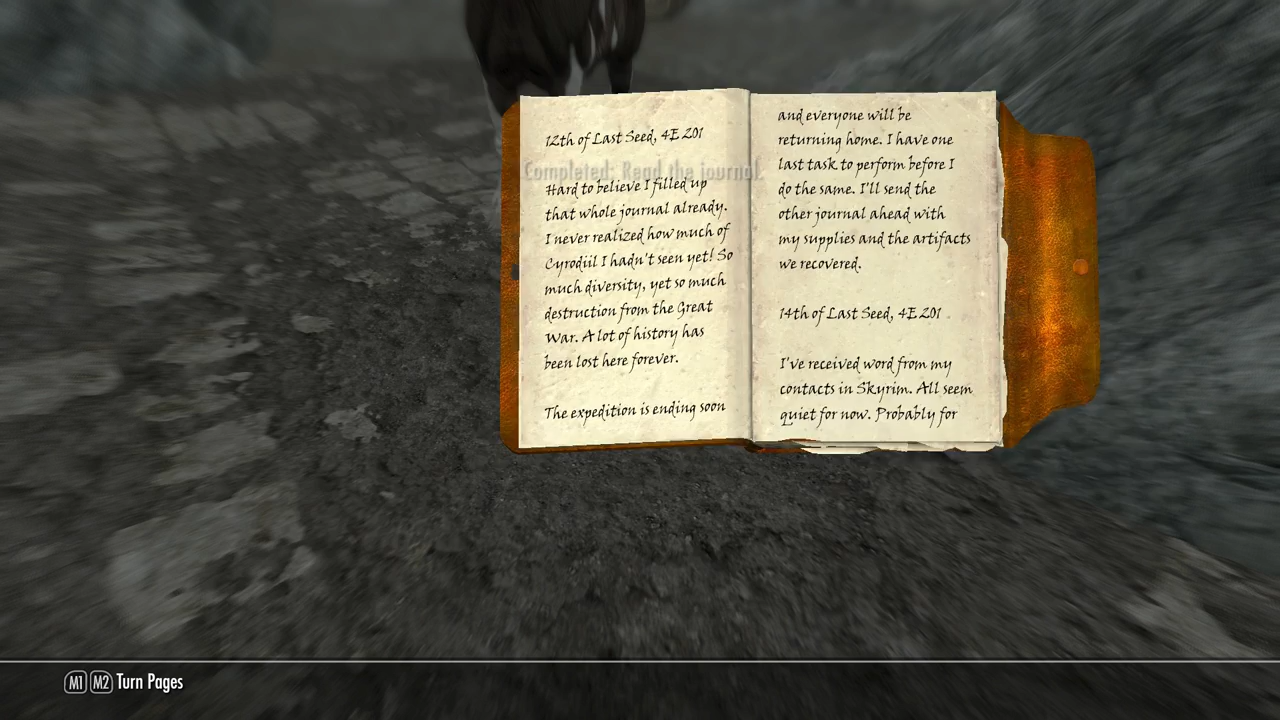 12th of Last Seed, 4E 201
Completed: Read the journal.
Hard to believe I filled up
that whole journal already.
I never realized how much of
Cyrodiil I hadn't seen yet! So
much diversity, yet so much
destruction from the Great
War. A lot of history has
been lost here forever.
The expedition is ending soon
and everyone will be
returning home. I have one
last task to perform before I
do the same. I'll send the
other journal ahead with
my supplies and the artifacts
we recovered.
14th of Last Seed, 4E 201
I've received word from my
contacts in Skyrim. All seem
quiet for now. Probably for
M1 M2 Turn Pages